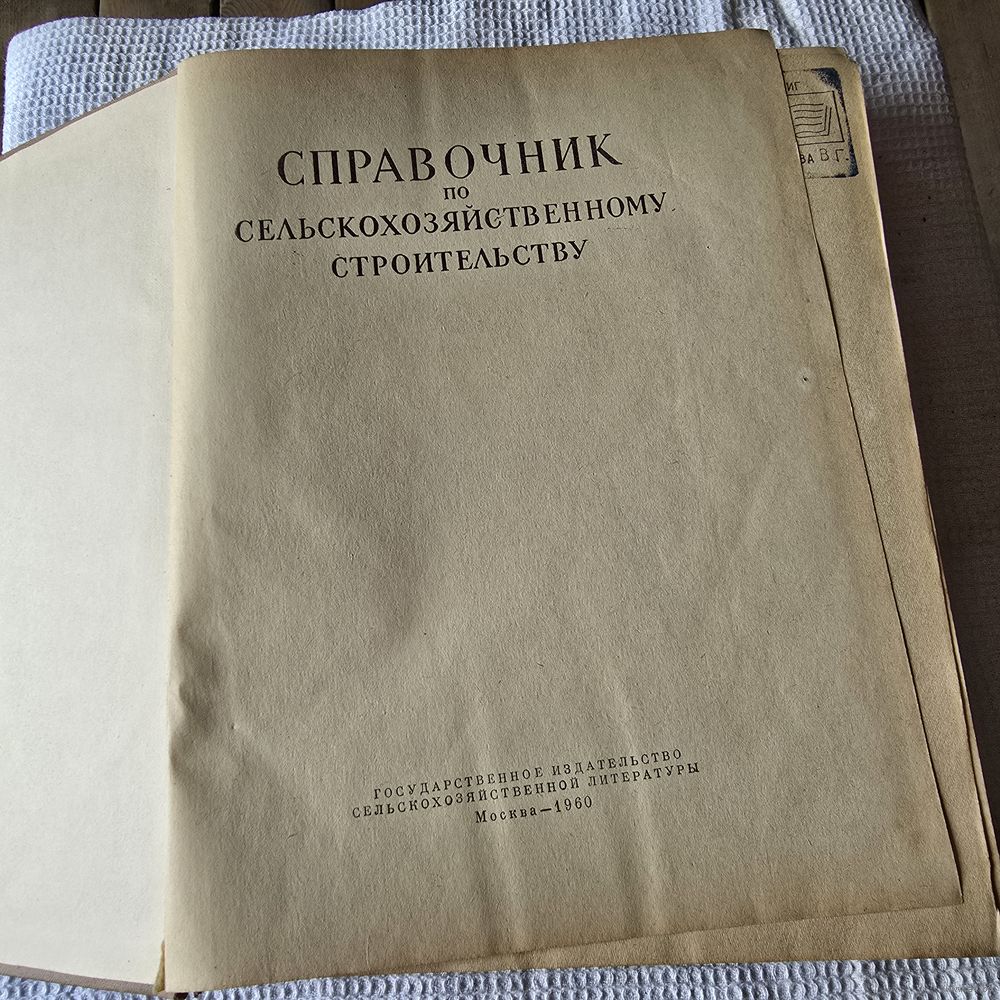 СПРАВОЧНИК
ПО
СЕЛЬСКОХОЗЯЙСТВЕННОМУ
СТРОИТЕЛЬСТВУ
ГОСУДАРСТВЕННОЕ ИЗДАТЕЛЬСТВО
СЕЛЬСКОХОЗЯЙСТВЕННОЙ ЛИТЕРАТУРЫ
Москва—1960
В.Г.